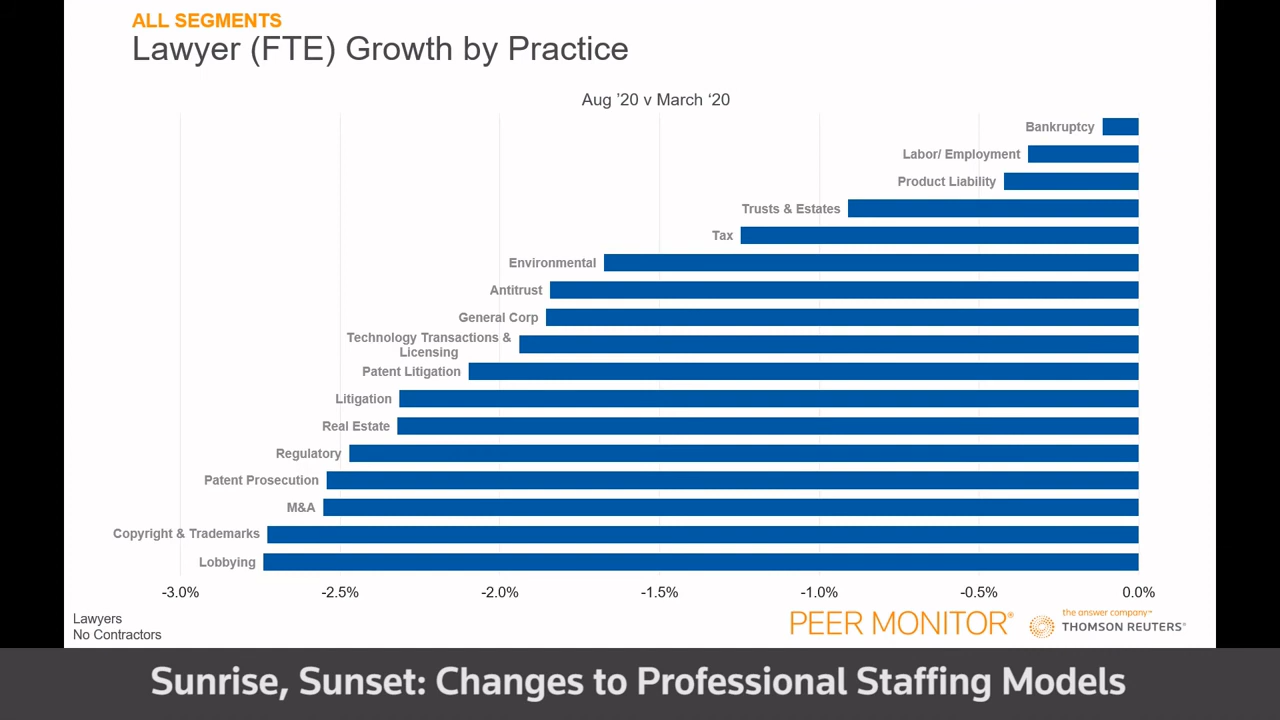 ALL SEGMENTS
Lawyer (FTE) Growth by Practice
Aug ’20 v March ‘20
Bankruptcy
Labor/ Employment
Product Liability
Trusts & Estates
Tax
Environmental
Antitrust
General Corp
Technology Transactions &
Licensing
Patent Litigation
Litigation
Real Estate
Regulatory
Patent Prosecution
M&A
Copyright & Trademarks
Lobbying
-3.0% -2.5% -2.0% -1.5% -1.0% -0.5% 0.0%
Lawyers
No Contractors
PEER MONITOR®
the answer company™
THOMSON REUTERS®
Sunrise, Sunset: Changes to Professional Staffing Models